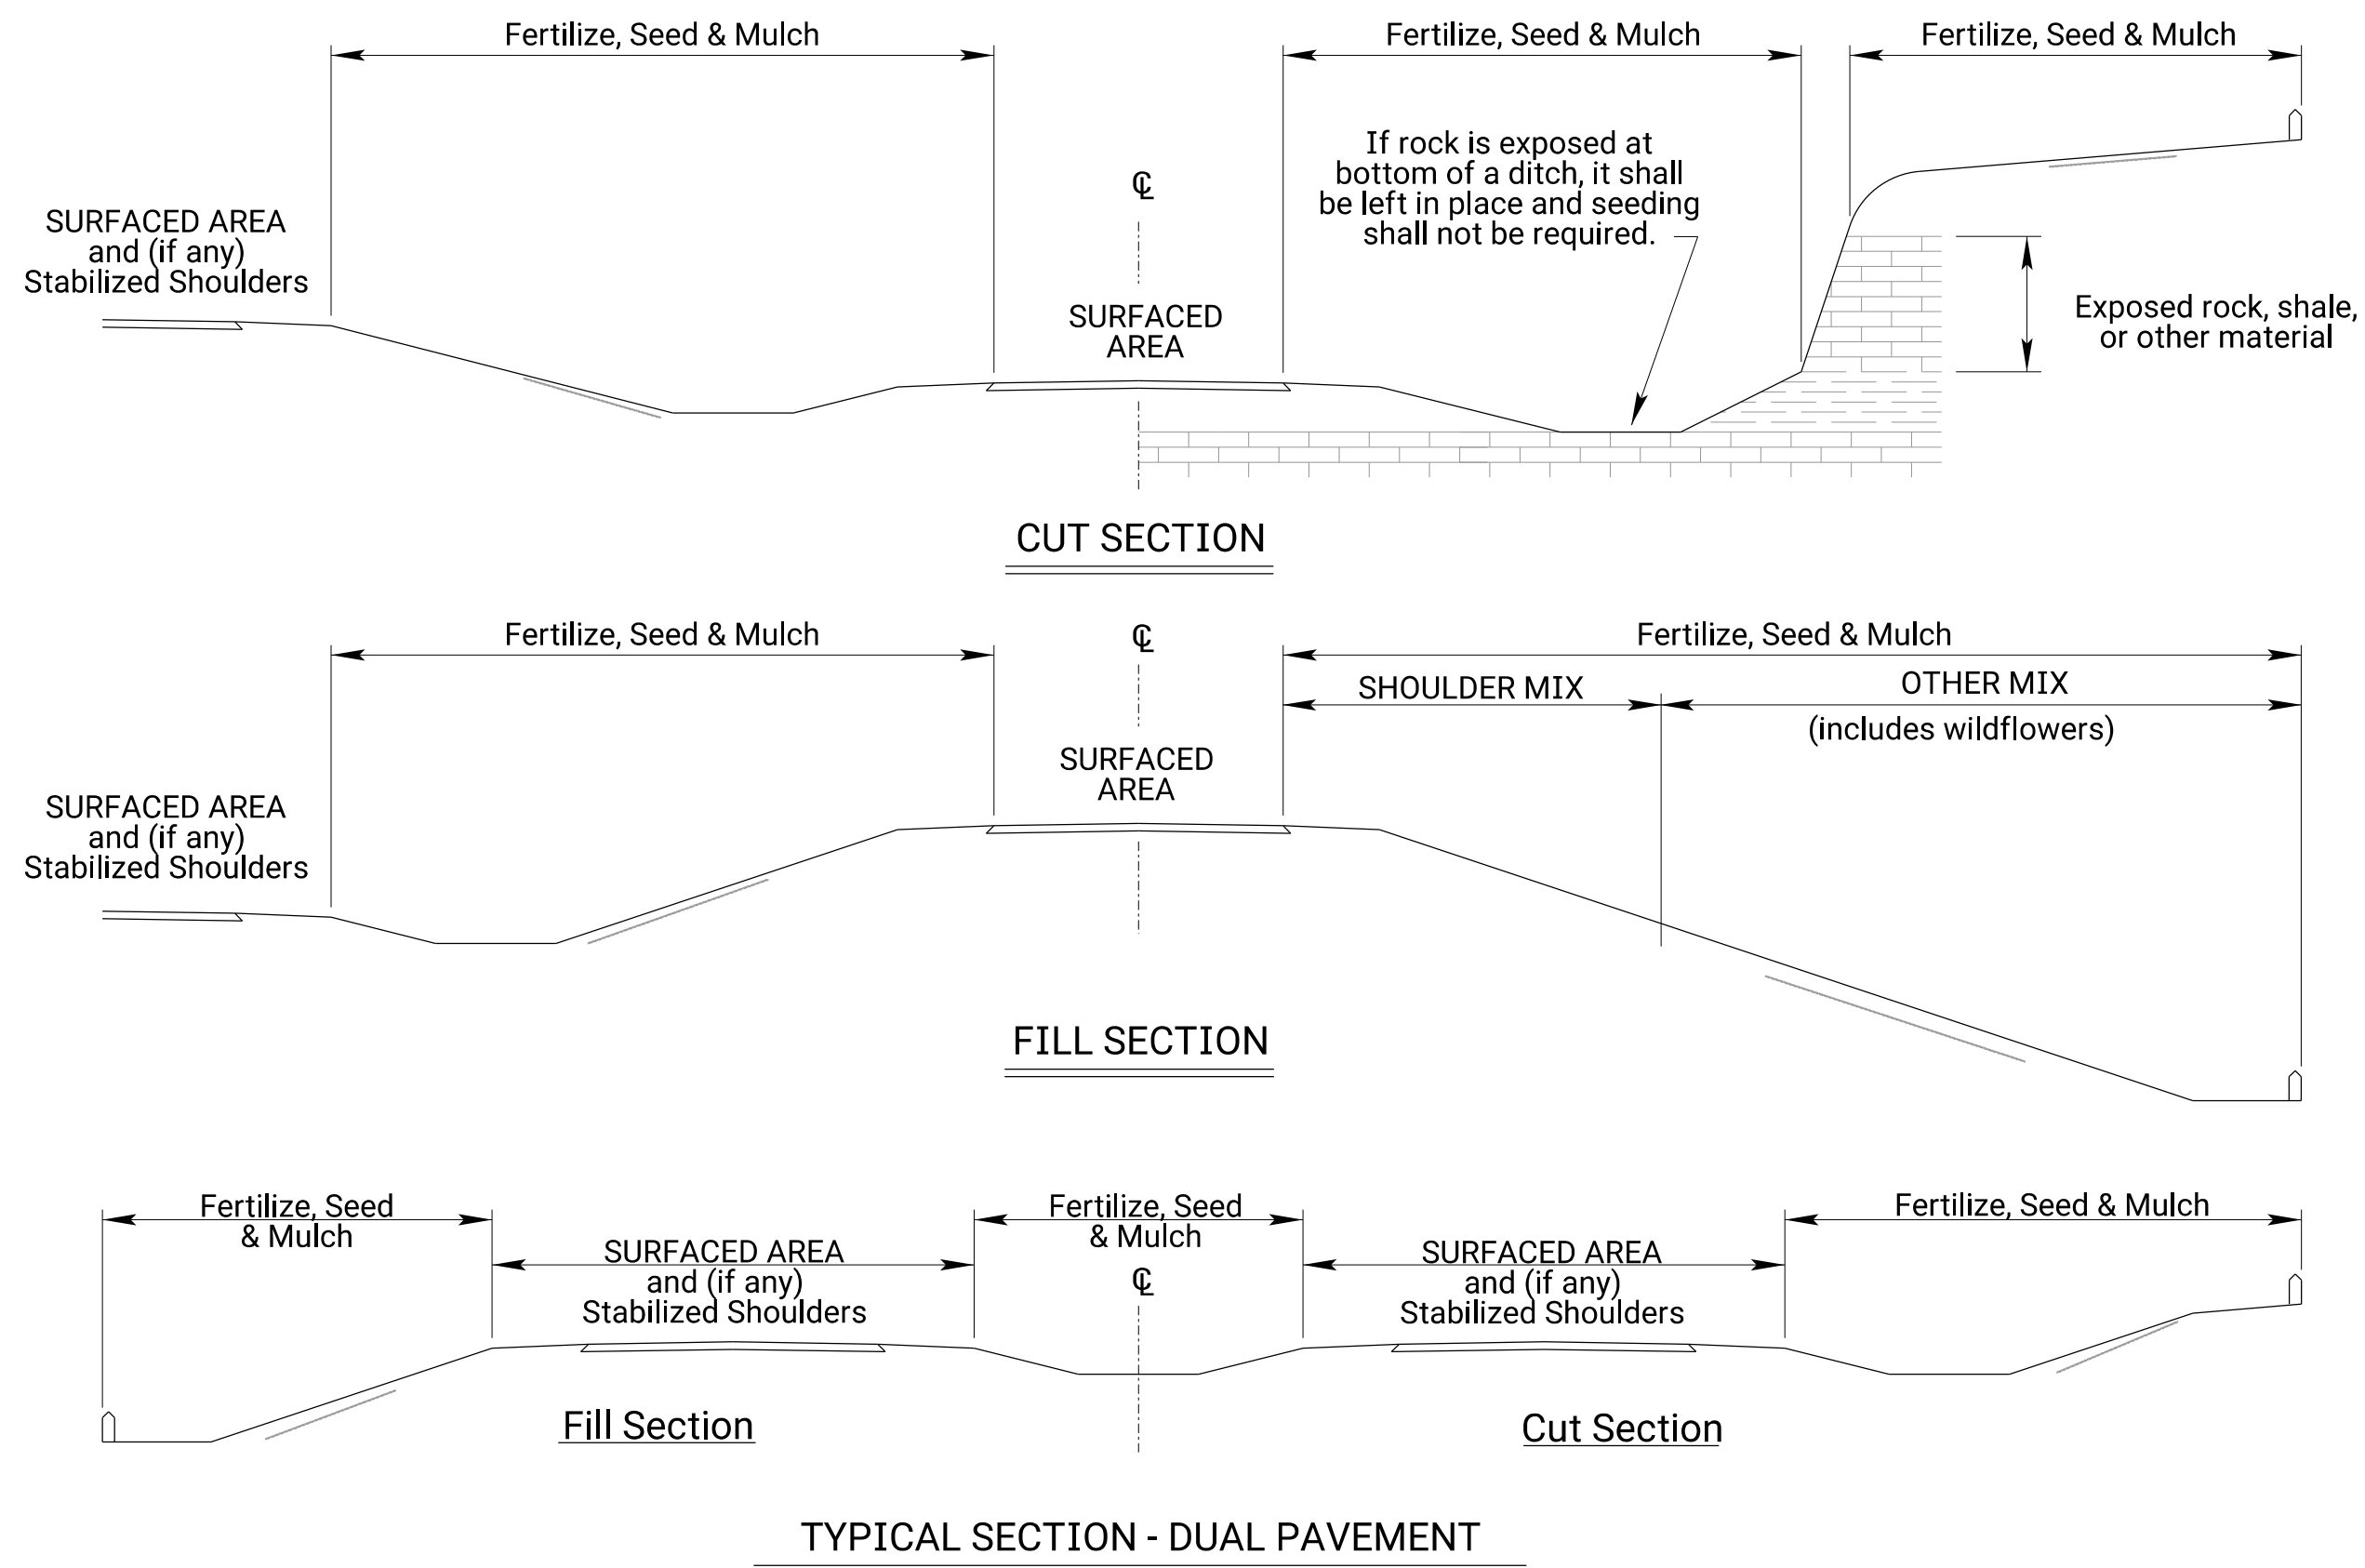 Fertilize, Seed & Mulch
Fertilize, Seed & Mulch
Fertilize, Seed & Mulch
If rock is exposed at
bottom of a ditch, it shall
be left in place and seeding
shall not be required.
℄
SURFACED AREA
and (if any)
Stabilized Shoulders
SURFACED
AREA
Exposed rock, shale,
or other material
CUT SECTION
Fertilize, Seed & Mulch
℄
Fertilize, Seed & Mulch
SHOULDER MIX
OTHER MIX
(includes wildflowers)
SURFACED
AREA
SURFACED AREA
and (if any)
Stabilized Shoulders
FILL SECTION
Fertilize, Seed
& Mulch
Fertilize, Seed
& Mulch
Fertilize, Seed & Mulch
SURFACED AREA
and (if any)
Stabilized Shoulders
℄
SURFACED AREA
and (if any)
Stabilized Shoulders
Fill Section
Cut Section
TYPICAL SECTION - DUAL PAVEMENT